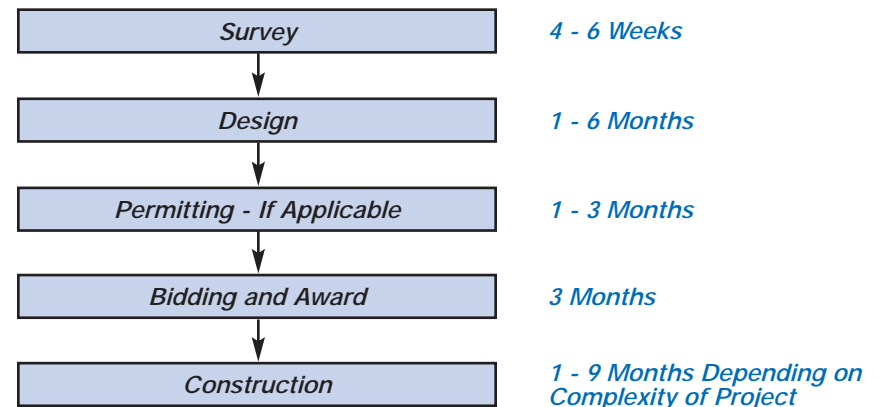 Survey
4 - 6 Weeks
Design
1 - 6 Months
Permitting - If Applicable
1 - 3 Months
Bidding and Award
3 Months
Construction
1 - 9 Months Depending on
Complexity of Project